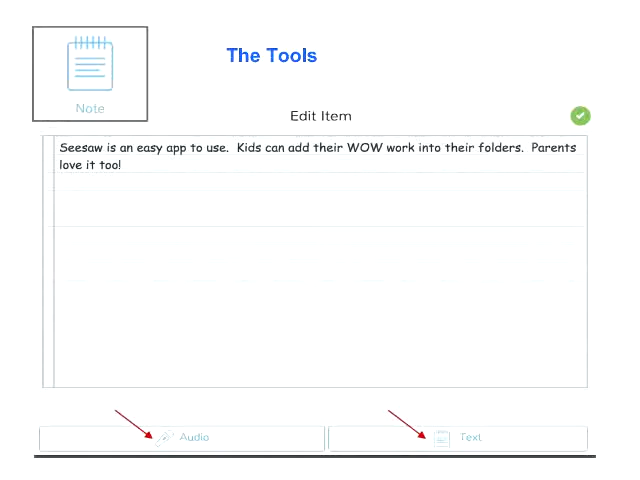 The Tools
Note
Edit Item
Seesaw is an easy app to use. Kids can add their WOW work into their folders. Parents
love it too!
Audio
Text